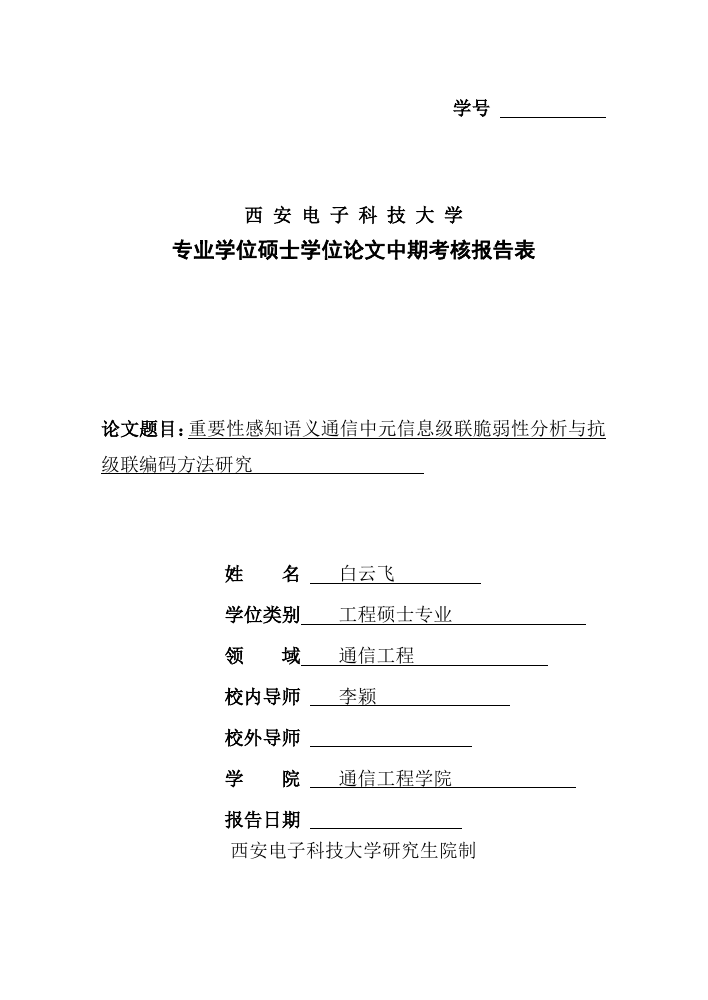 学号
西安电子科技大学
专业学位硕士学位论文中期考核报告表
论文题目：重要性感知语义通信中元信息级联脆弱性分析与抗
级联编码方法研究
姓　　名　白云飞
学位类别　工程硕士专业
领　　域　通信工程
校内导师　李颖
校外导师
学　　院　通信工程学院
报告日期
西安电子科技大学研究生院制